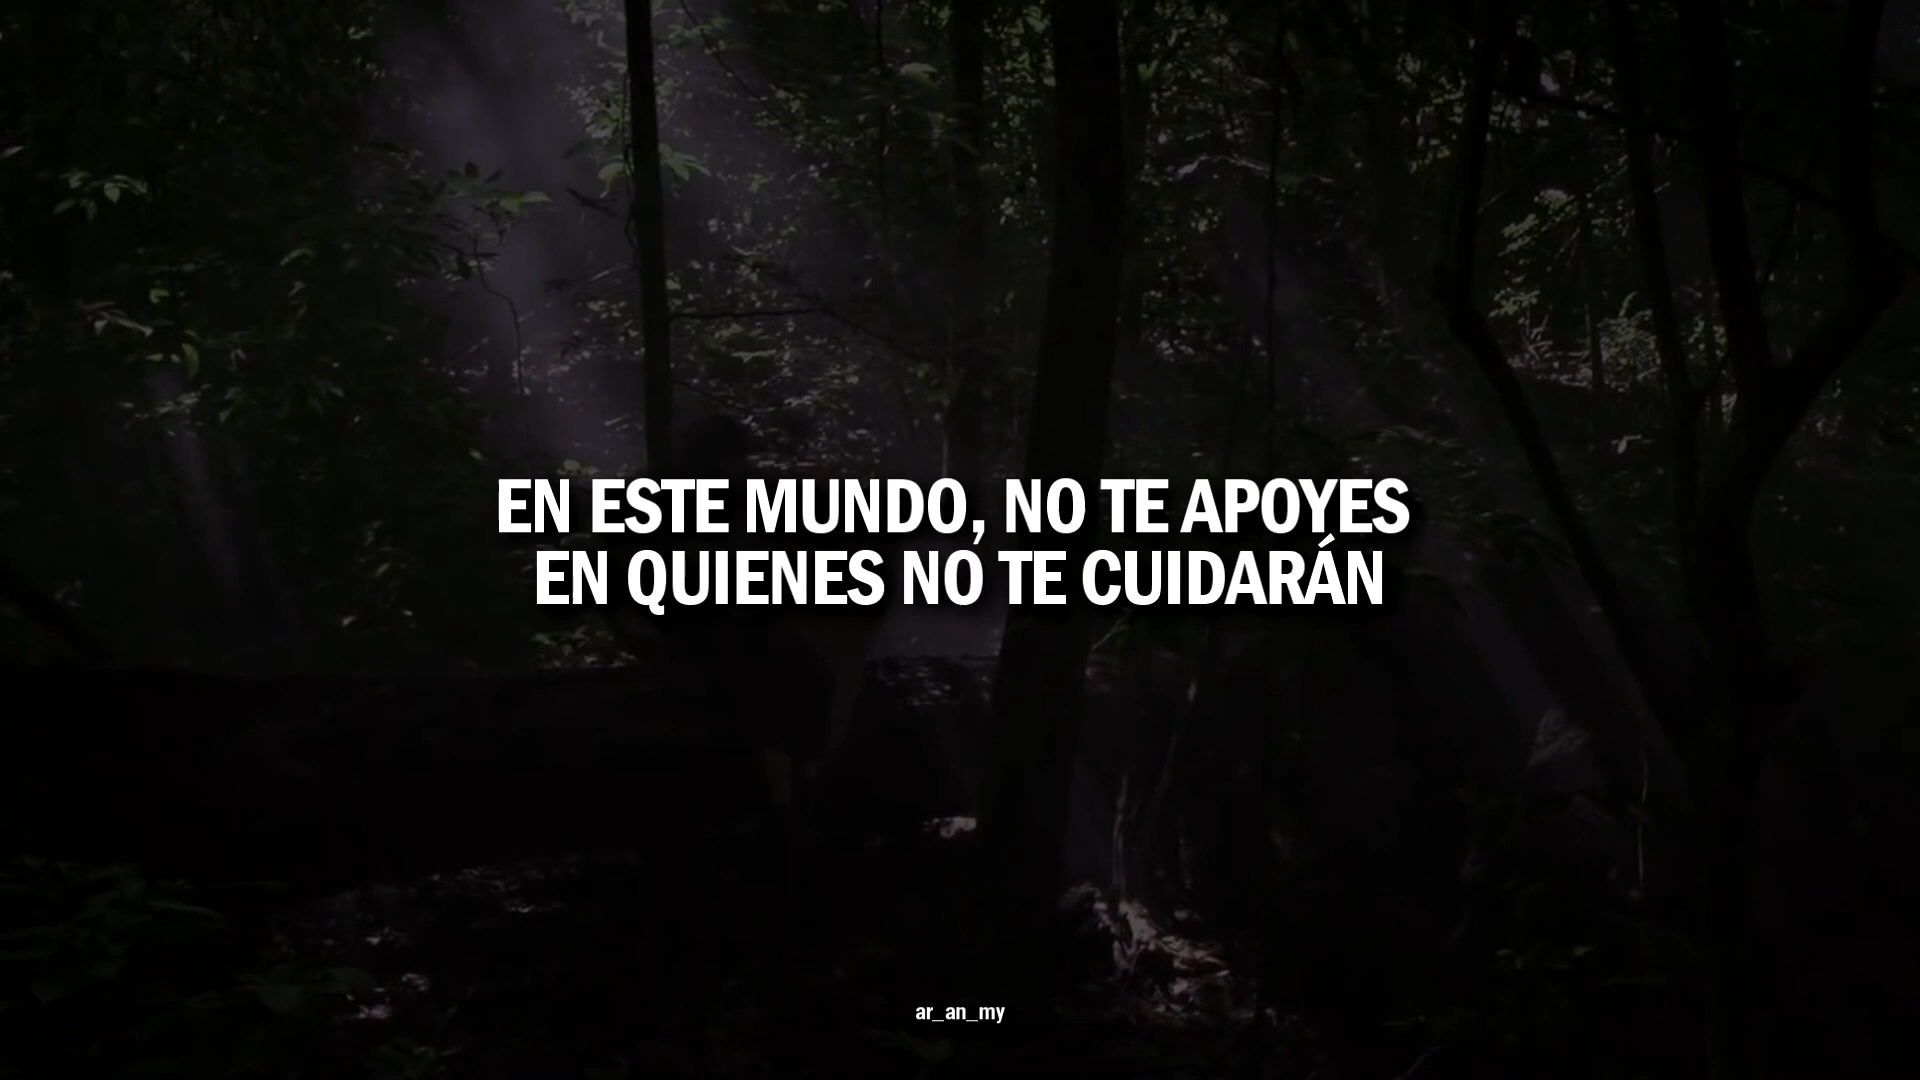 EN ESTE MUNDO, NO TE APOYES
EN QUIENES NO TE CUIDARÁN
ar_an_my